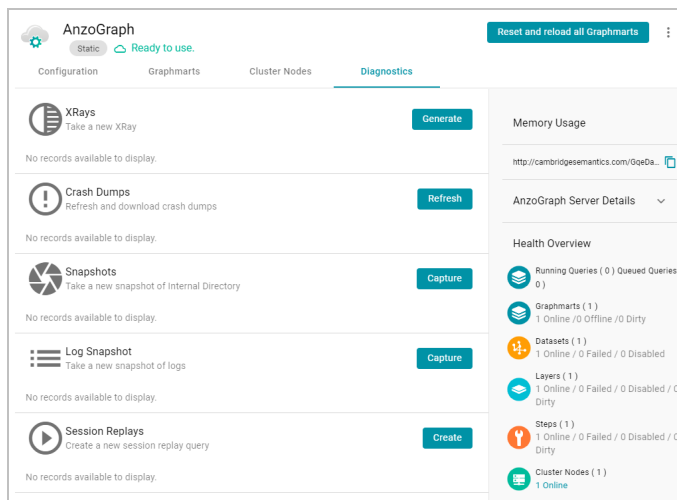 AnzoGraph
Reset and reload all Graphmarts
Static
Ready to use.
Configuration
Graphmarts
Cluster Nodes
Diagnostics
XRays
Take a new XRay
Generate
No records available to display.
Crash Dumps
Refresh and download crash dumps
Refresh
No records available to display.
Snapshots
Take a new snapshot of Internal Directory
Capture
No records available to display.
Log Snapshot
Take a new snapshot of logs
Capture
No records available to display.
Session Replays
Create a new session replay query
Create
No records available to display.
Memory Usage
http://cambridgesemantics.com/GqeDa...
AnzoGraph Server Details
Health Overview
Running Queries ( 0 ) Queued Queries
0 )
Graphmarts ( 1 )
1 Online /0 Offline /0 Dirty
Datasets ( 1 )
1 Online / 0 Failed / 0 Disabled
Layers ( 1 )
1 Online / 0 Failed / 0 Disabled /
Dirty
Steps ( 1 )
1 Online / 0 Failed / 0 Disabled /
Dirty
Cluster Nodes ( 1 )
1 Online